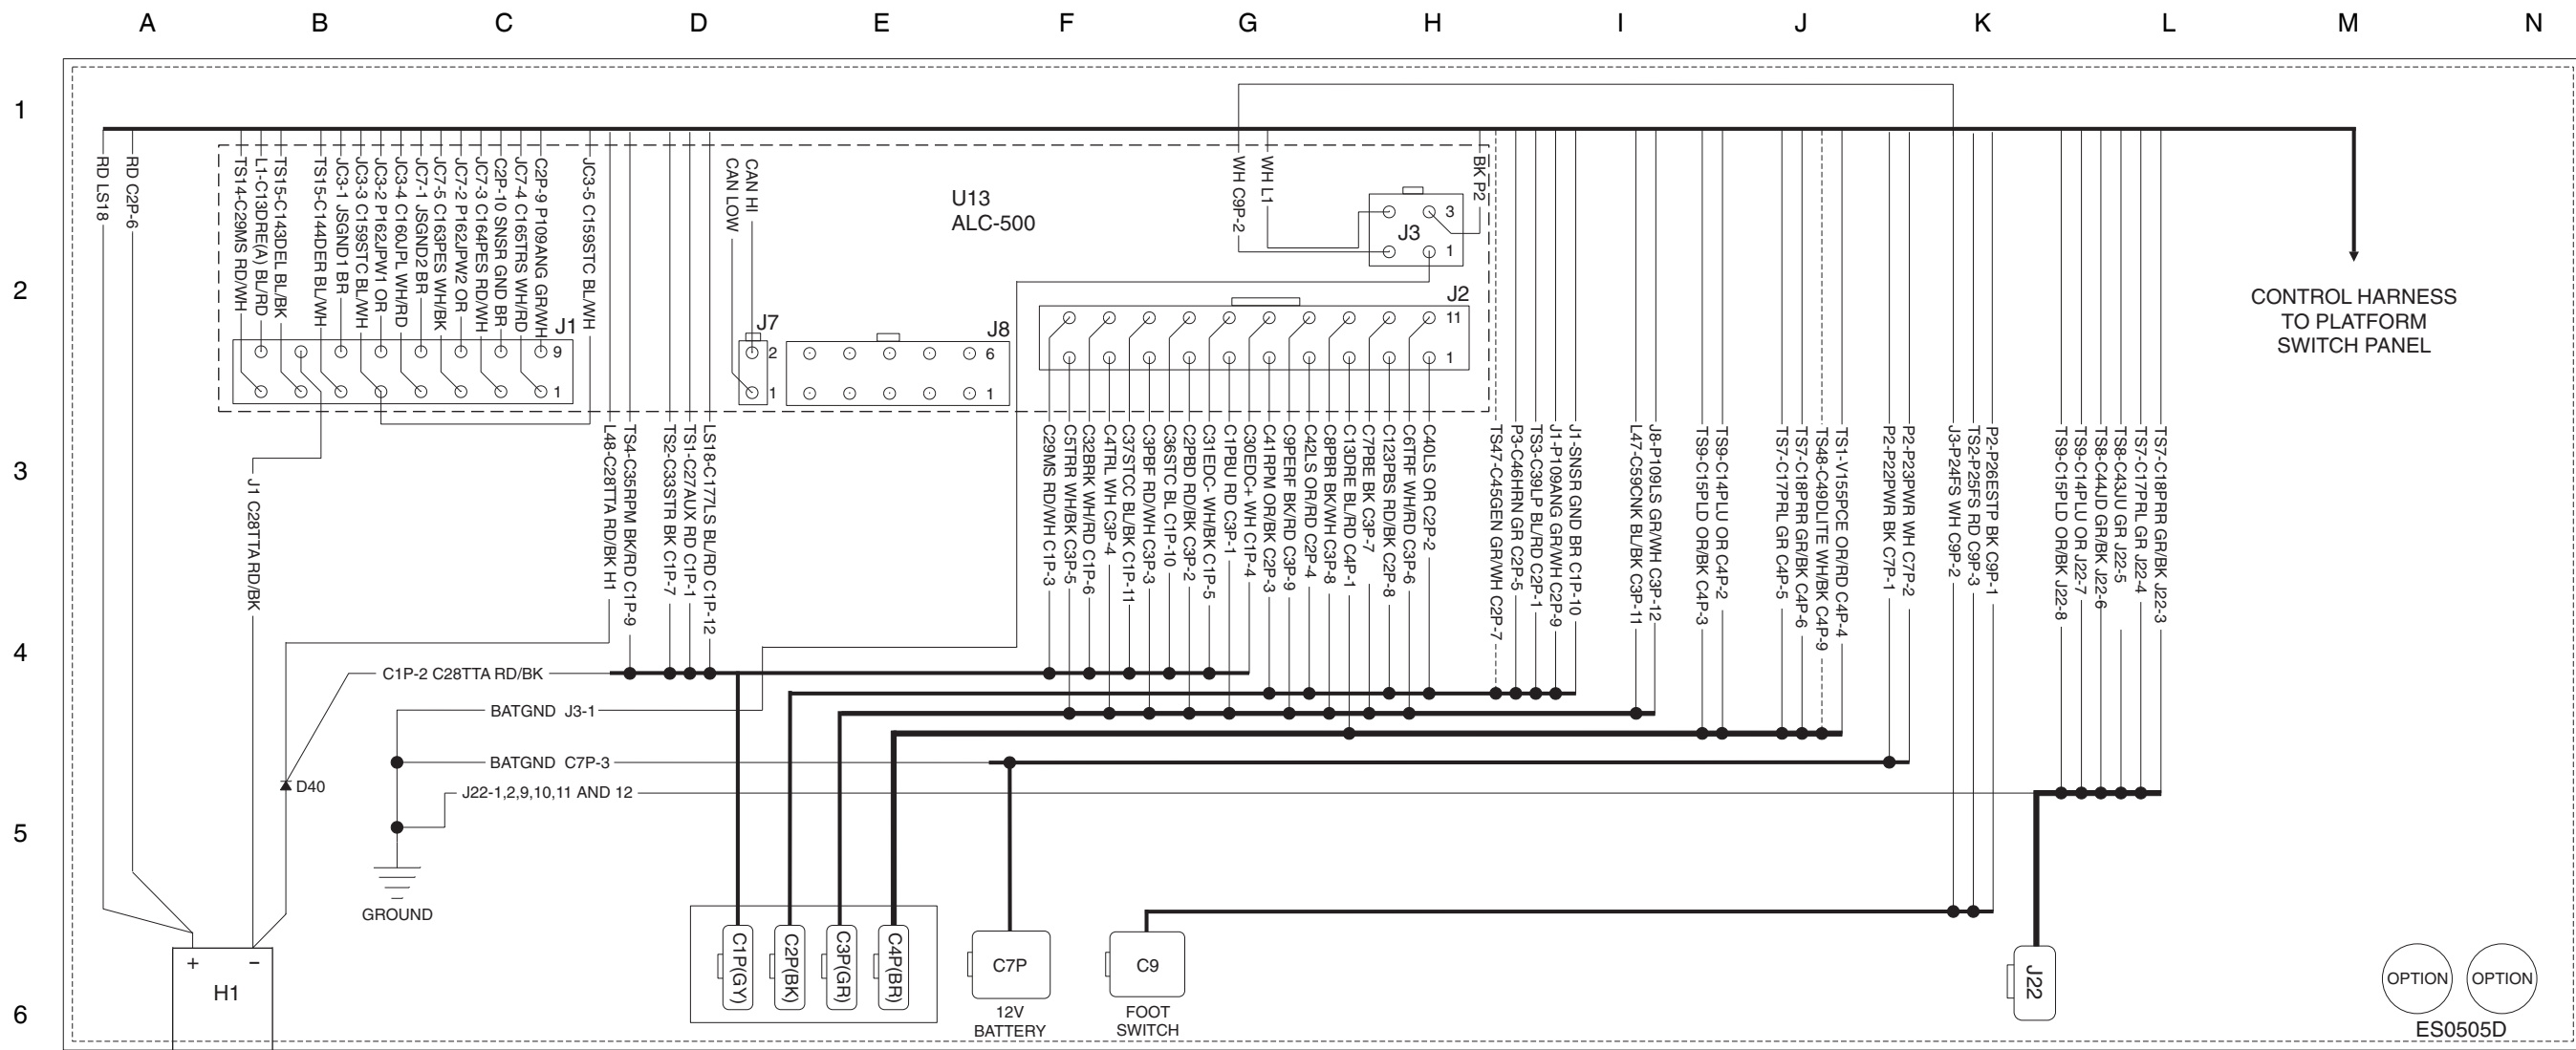 A B C D E F G H I J K L M N
1
2
3
4
5
6
RD LS18
RD C2P-6
TS14-C29MS RD/WH
L1-C13DRE(A) BL/RD
TS15-C143DEL BL/BK
TS15-C144DER BL/WH
JC3-1 JSGND1 BR
JC3-3 C159STC BL/WH
JC3-2 P162JPW1 OR
JC3-4 C160JPL WH/RD
JC7-1 JSGND2 BR
JC7-5 C163PES WH/BK
JC7-2 P162JPW2 OR
JC7-3 C164PES RD/WH
C2P-10 SNSR GND BR
JC7-4 C165TRS WH/RD
C2P-9 P109ANG GR/WH
JC3-5 C159STC BL/WH
J1
9
1
CAN LOW
CAN HI
J7
2
1
U13
ALC-500
J8
6
1
WH C9P-2
WH L1
BK P2
3
J3
1
J2
11
1
CONTROL HARNESS
TO PLATFORM
SWITCH PANEL
J1 C28TTA RD/BK
L48-C28TTA RD/BK H1
TS4-C35RPM BK/RD C1P-9
TS2-C33STR BK C1P-7
TS1-C27AUX RD C1P-1
LS18-C177LS BL/RD C1P-12
C29MS RD/WH C1P-3
C5TRR WH/BK C3P-5
C32BRK WH/RD C1P-6
C4TRL WH C3P-4
C37STCC BL/BK C1P-11
C3PBF RD/WH C3P-3
C36STC BL C1P-10
C2PBD RD/BK C3P-2
C31EDC- WH/BK C1P-5
C1PBU RD C3P-1
C30EDC+ WH C1P-4
C41RPM OR/BK C2P-3
C9PERF BK/RD C3P-9
C42LS OR/RD C2P-4
C8PBR BK/WH C3P-8
C13DRE BL/RD C4P-1
C7PBE BK C3P-7
C123PBS RD/BK C2P-8
C6TRF WH/RD C3P-6
C40LS OR C2P-2
TS47-C45GEN GR/WH C2P-7
P3-C46HRN GR C2P-5
TS3-C39LP BL/RD C2P-1
J1-P109ANG GR/WH C2P-9
J1-SNSR GND BR C1P-10
L47-C59CNK BL/BK C3P-11
J8-P109LS GR/WH C3P-12
TS9-C15PLD OR/BK C4P-3
TS9-C14PLU OR C4P-2
TS7-C17PRL GR C4P-5
TS7-C18PRR GR/BK C4P-6
TS48-C49DLITE WH/BK C4P-9
TS1-V155PCE OR/RD C4P-4
P2-P22PWR BK C7P-1
P2-P23PWR WH C7P-2
J3-P24FS WH C9P-2
TS2-P25FS RD C9P-3
P2-P26ESTP BK C9P-1
TS9-C15PLD OR/BK J22-8
TS9-C14PLU OR J22-7
TS8-C44JD GR/BK J22-6
TS8-C43JU GR J22-5
TS7-C17PRL GR J22-4
TS7-C18PRR GR/BK J22-3
C1P-2 C28TTA RD/BK
BATGND J3-1
BATGND C7P-3
D40
J22-1,2,9,10,11 AND 12
GROUND
+ −
H1
C1P(GY)
C2P(BK)
C3P(GR)
C4P(BR)
C7P
12V
BATTERY
C9
FOOT
SWITCH
J22
OPTION
OPTION
ES0505D